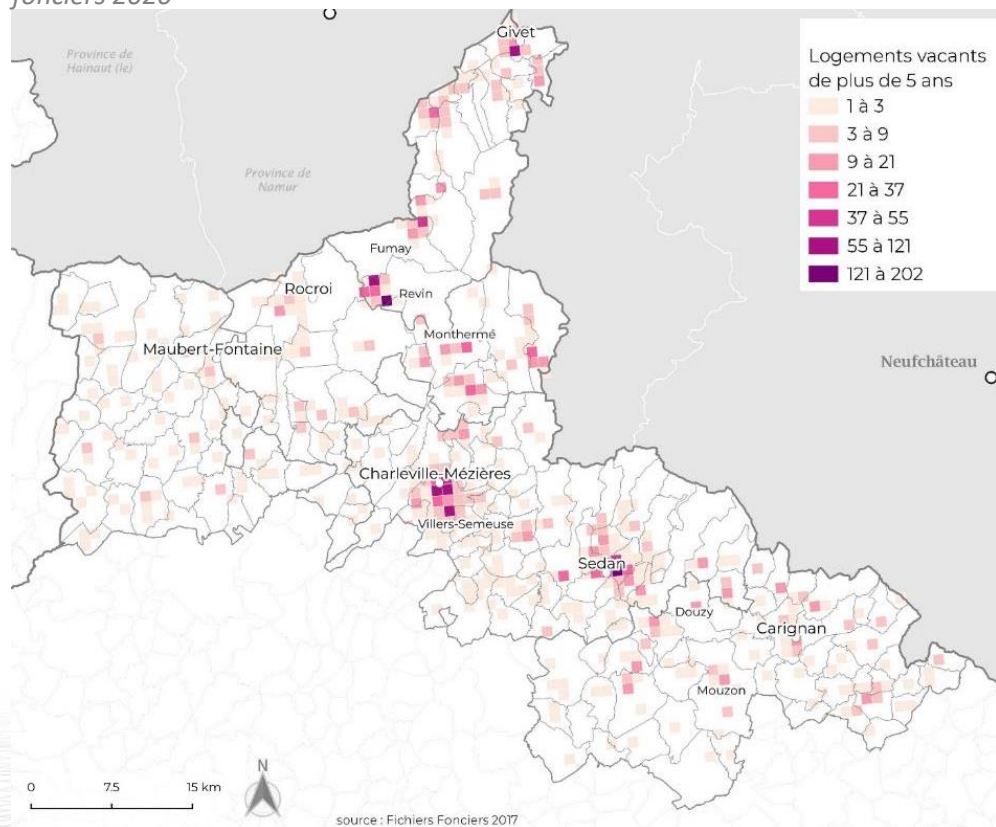 fonciers 2020
Givet
Province de
Hainaut (le)
Logements vacants
de plus de 5 ans
1 à 3
3 à 9
9 à 21
21 à 37
37 à 55
55 à 121
121 à 202
Province de
Namur
Fumay
Rocroi
Revin
Monthermé
Maubert-Fontaine
Neufchâteau
Charleville-Mézières
Villers-Semeuse
Sedan
Douzy
Carignan
Mouzon
N
0 7.5 15 km
source : Fichiers Fonciers 2017